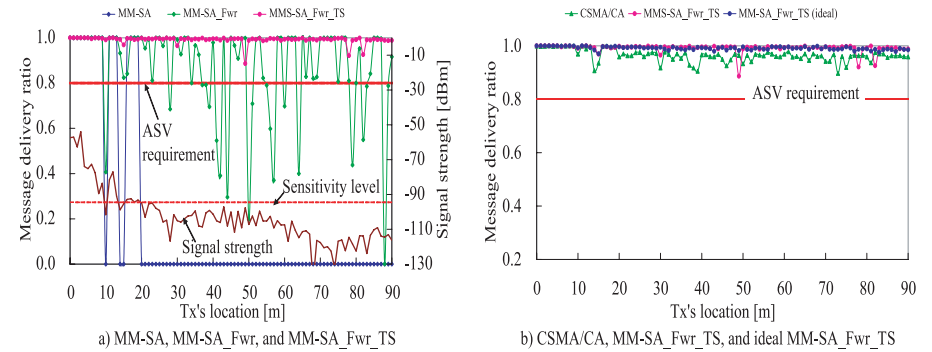 MM-SA MM-SA_Fwr MMS-SA_Fwr_TS
Message delivery ratio
1.0
0.8
0.6
0.4
0.2
0.0
ASV
requirement
Sensitivity level
Signal strength
Signal strength [dBm]
-10
-30
-50
-70
-90
-110
-130
0 10 20 30 40 50 60 70 80 90
Tx's location [m]
a) MM-SA, MM-SA_Fwr, and MM-SA_Fwr_TS
CSMA/CA MMS-SA_Fwr_TS MM-SA_Fwr_TS (ideal)
Message delivery ratio
1.0
0.8
0.6
0.4
0.2
ASV requirement
0 10 20 30 40 50 60 70 80 90
Tx's location [m]
b) CSMA/CA, MM-SA_Fwr_TS, and ideal MM-SA_Fwr_TS